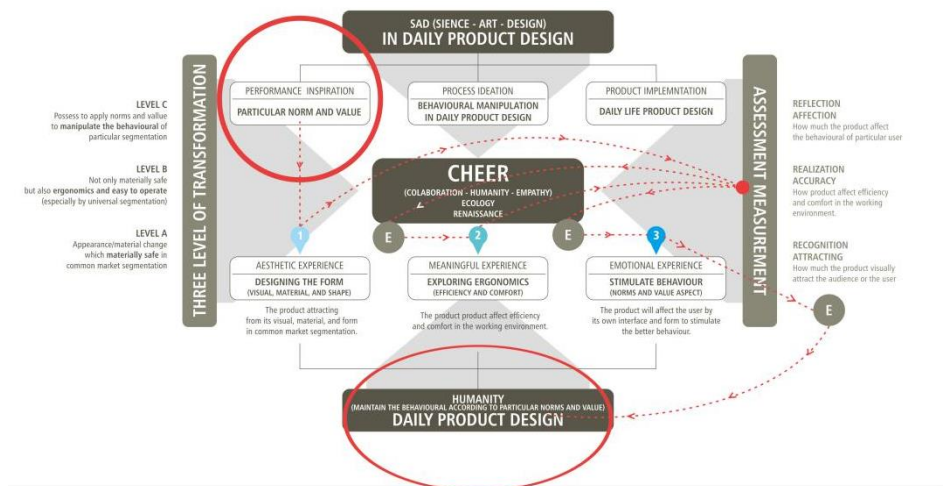 SAD (SIENCE - ART - DESIGN)
IN DAILY PRODUCT DESIGN
THREE LEVEL OF TRANSFORMATION
LEVEL C
Possess to apply norms and value
to manipulate the behavioural of
particular segmentation
LEVEL B
Not only materially safe
but also ergonomics and easy to operate
(especially by universal segmentation)
LEVEL A
Appearance/material change
which materially safe in
common market segmentation
PERFORMANCE INSPIRATION
PARTICULAR NORM AND VALUE
PROCESS IDEATION
BEHAVIOURAL MANIPULATION
IN DAILY PRODUCT DESIGN
PRODUCT IMPLEMNTATION
DAILY LIFE PRODUCT DESIGN
CHEER
(COLABORATION - HUMANITY - EMPATHY)
ECOLOGY
RENAISSANCE
1
E
2
E
3
AESTHETIC EXPERIENCE
DESIGNING THE FORM
(VISUAL, MATERIAL, AND SHAPE)
The product attracting
from its visual, material, and form
in common market segmentation.
MEANINGFUL EXPERIENCE
EXPLORING ERGONOMICS
(EFFICIENCY AND COMFORT)
The product product affect efficiency
and comfort in the working environment.
EMOTIONAL EXPERIENCE
STIMULATE BEHAVIOUR
(NORMS AND VALUE ASPECT)
The product will affect the user by
its own interface and form to stimulate
the better behaviour.
ASSESSMENT MEASUREMENT
REFLECTION
AFFECTION
How much the product affect
the behavioural of particular user
REALIZATION
ACCURACY
How product affect efficiency
and comfort in the working
environment.
RECOGNITION
ATTRACTING
How much the product visually
attract the audience or the user
E
HUMANITY
(MAINTAIN THE BEHAVIOURAL ACCORDING TO PARTICULAR NORMS AND VALUE)
DAILY PRODUCT DESIGN